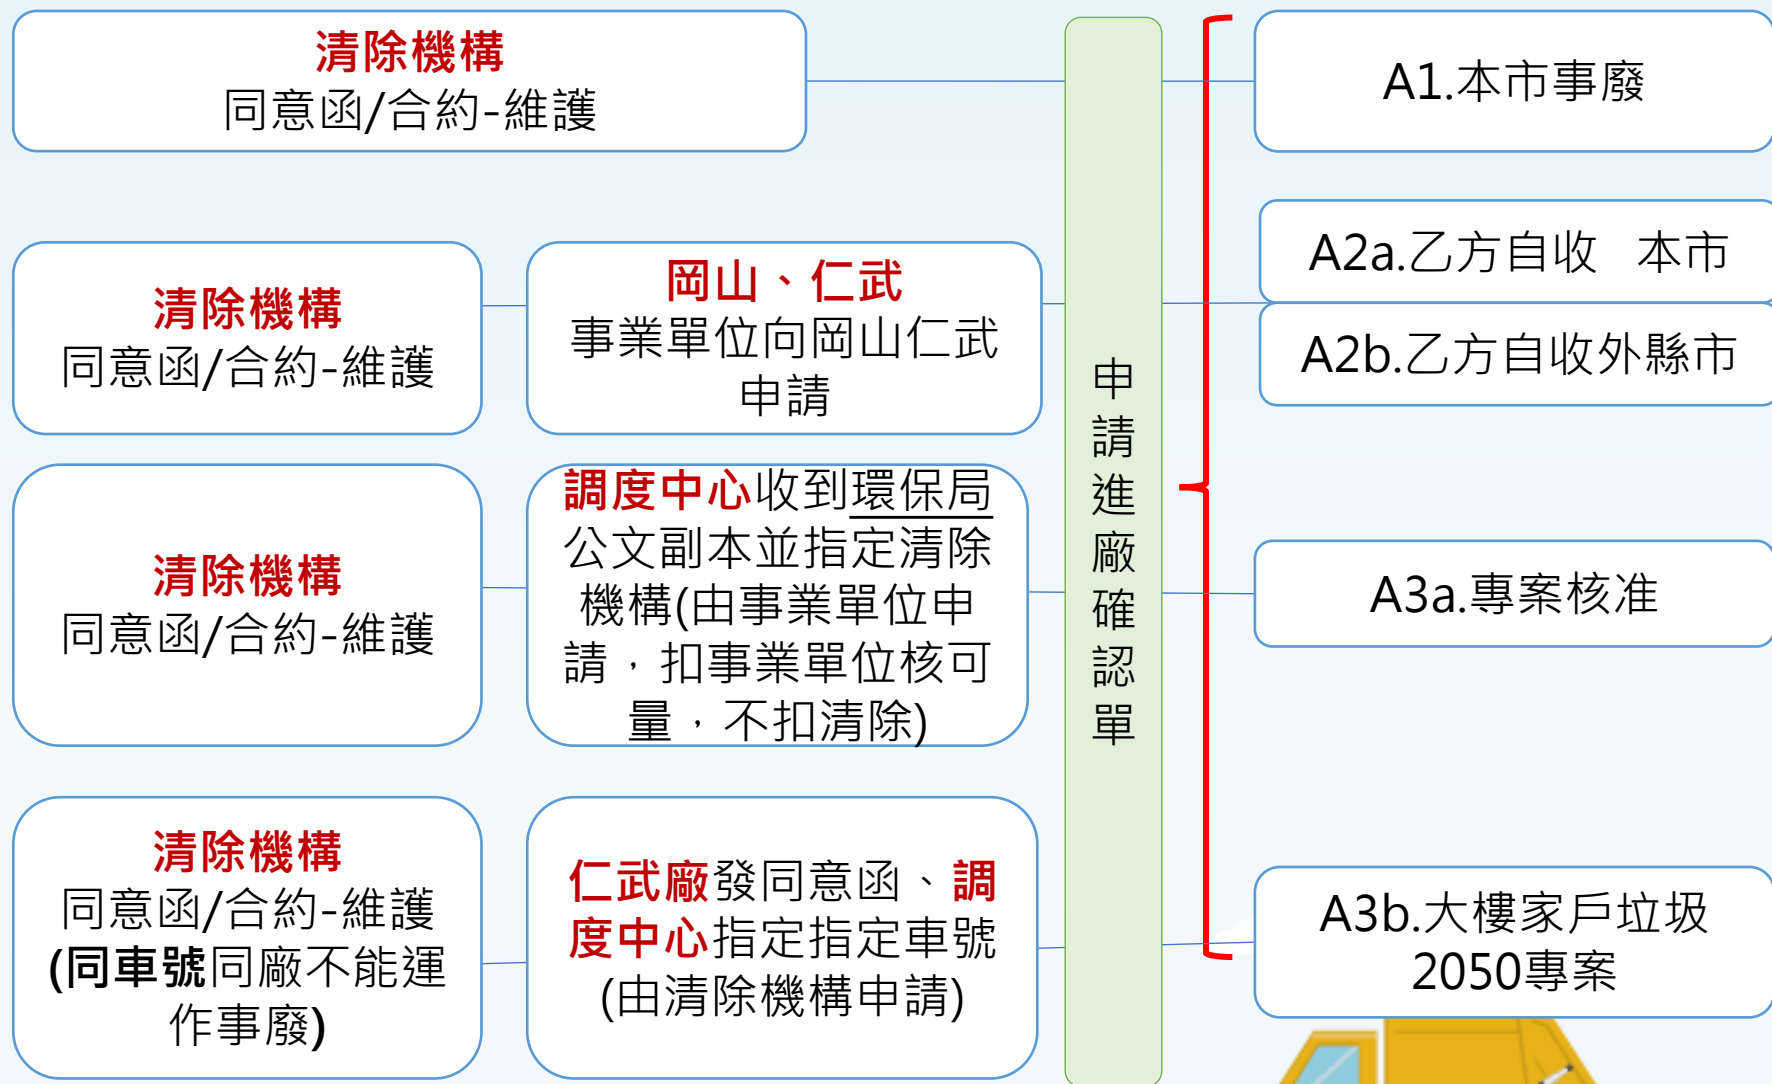 清除機構
同意函/合約-維護
A1.本市事廢
清除機構
同意函/合約-維護
岡山、仁武
事業單位向岡山仁武
申請
A2a.乙方自收 本市
A2b.乙方自收外縣市
清除機構
同意函/合約-維護
調度中心收到環保局
公文副本並指定清除
機構(由事業單位申
請，扣事業單位核可
量，不扣清除)
A3a.專案核准
清除機構
同意函/合約-維護
(同車號同廠不能運
作事廢)
仁武廠發同意函、調
度中心指定指定車號
(由清除機構申請)
A3b.大樓家戶垃圾
2050專案
申請進廠確認單